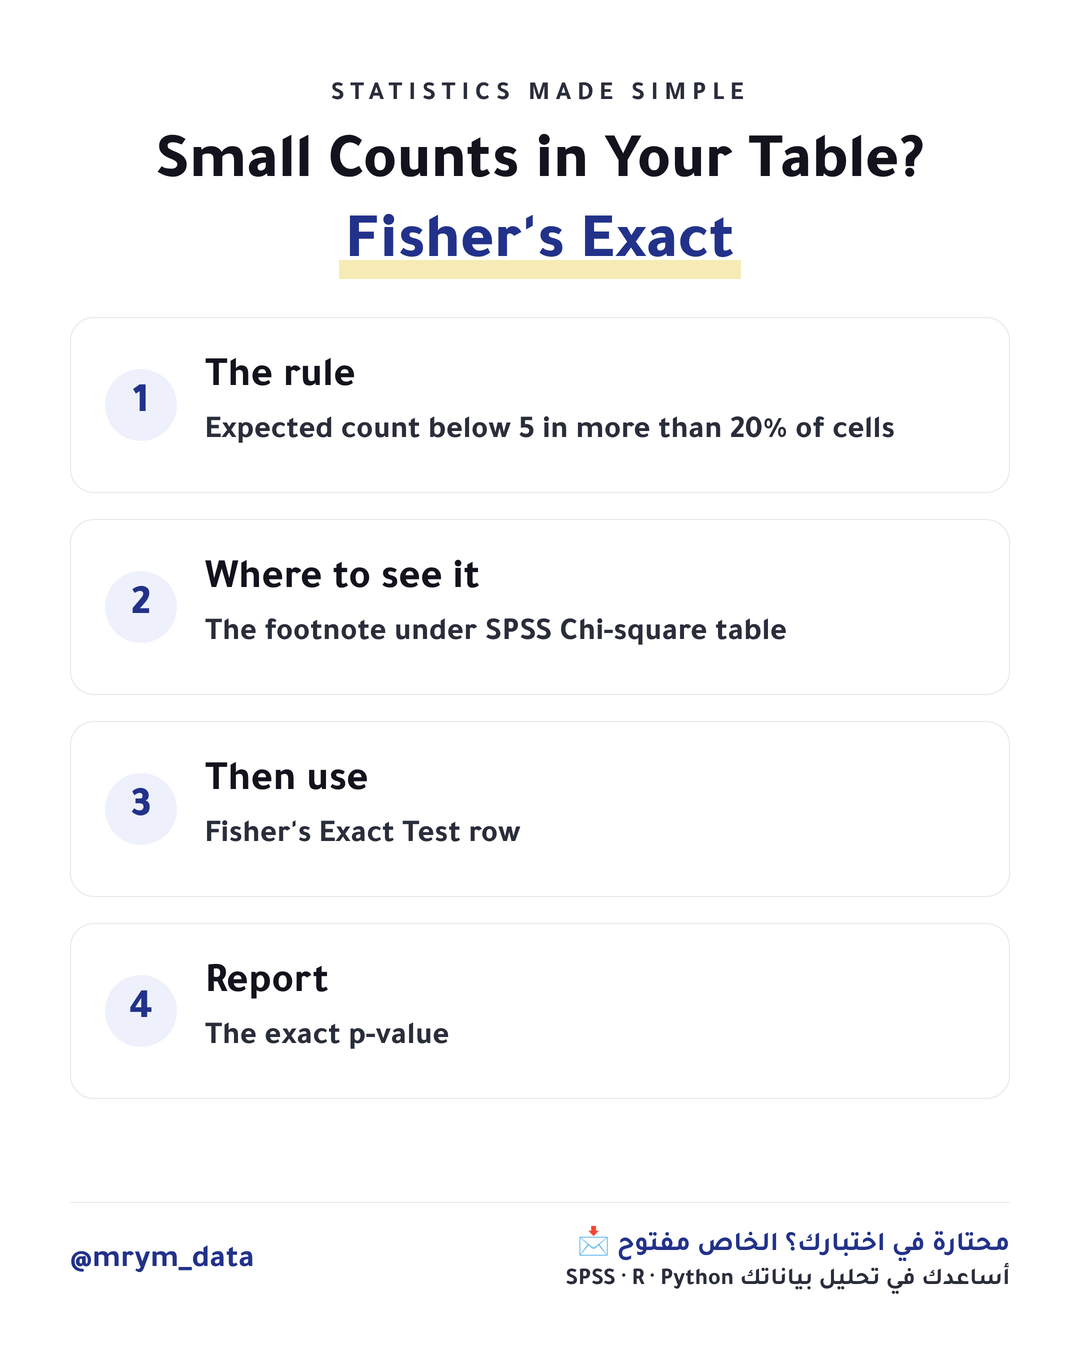 STATISTICS MADE SIMPLE
Small Counts in Your Table?
Fisher's Exact
1
The rule
Expected count below 5 in more than 20% of cells
2
Where to see it
The footnote under SPSS Chi-square table
3
Then use
Fisher's Exact Test row
4
Report
The exact p-value
@mrym_data
محتارة في اختبارك؟ الخاص مفتوح 📩
أساعدك في تحليل بياناتك SPSS · R · Python